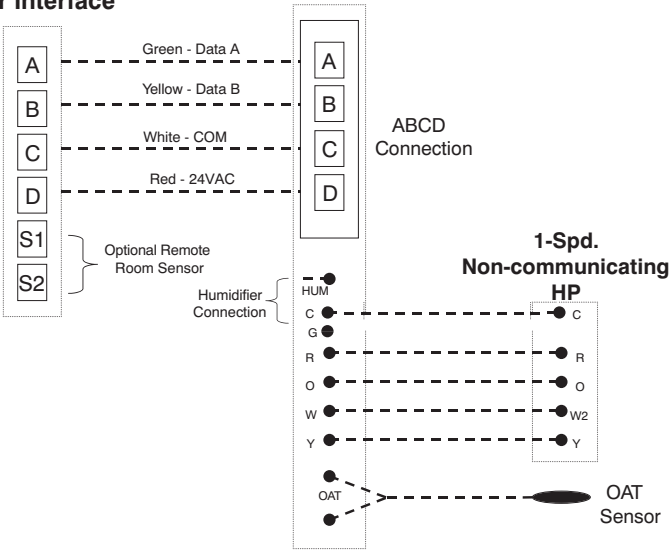 r Interface
A
B
C
D
S1
S2
Green - Data A
Yellow - Data B
White - COM
Red - 24VAC
A
B
C
D
ABCD
Connection
Optional Remote
Room Sensor
Humidifier
Connection
HUM
C
G
R
O
W
Y
OAT
1-Spd.
Non-communicating
HP
C
R
O
W2
Y
OAT
Sensor